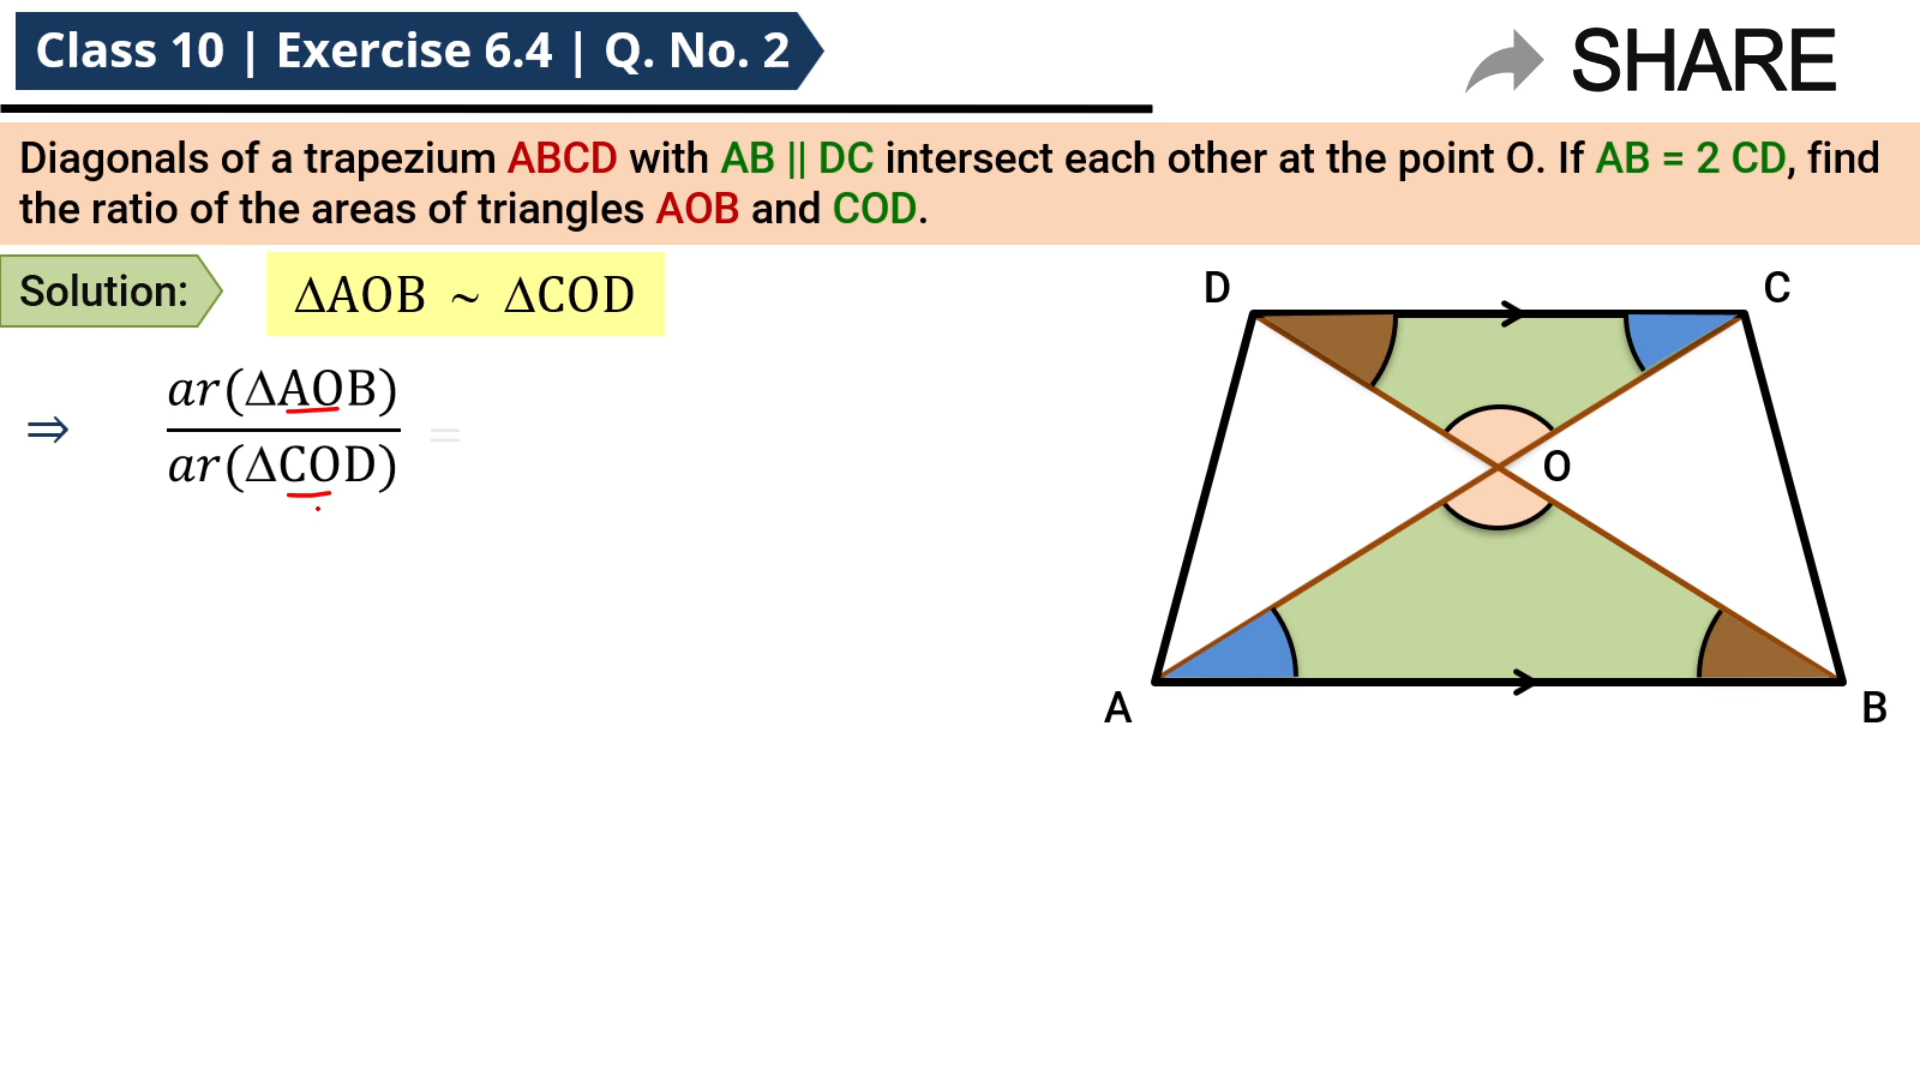 Class 10 | Exercise 6.4 | Q. No. 2
SHARE
Diagonals of a trapezium ABCD with AB || DC intersect each other at the point O. If AB = 2 CD, find
the ratio of the areas of triangles AOB and COD.
Solution:
ΔAOB ~ ΔCOD
⇒
ar(ΔAOB)
ar(ΔCOD)
=
D
C
O
A
B